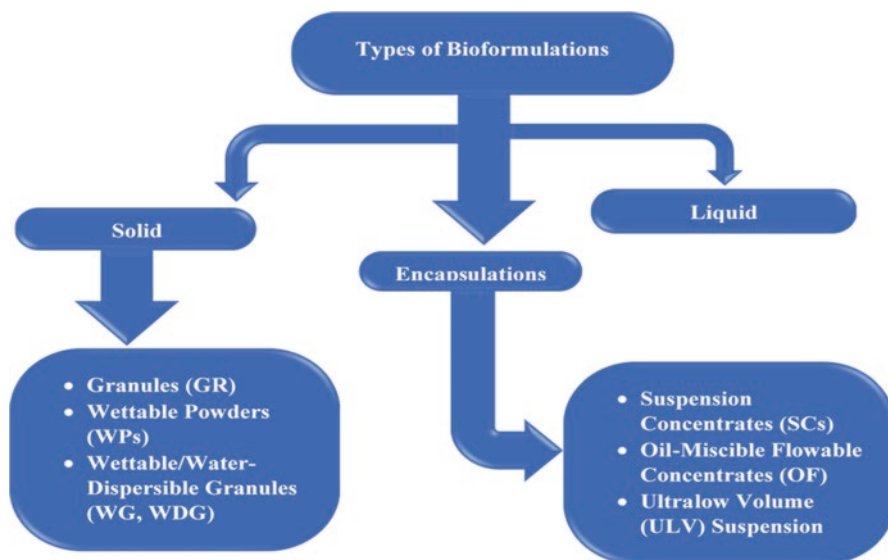 Types of Bioformulations
Solid
Liquid
Encapsulations
• Granules (GR)
• Wettable Powders
(WPs)
• Wettable/Water-
Dispersible Granules
(WG, WDG)
• Suspension
Concentrates (SCs)
• Oil-Miscible Flowable
Concentrates (OF)
• Ultralow Volume
(ULV) Suspension